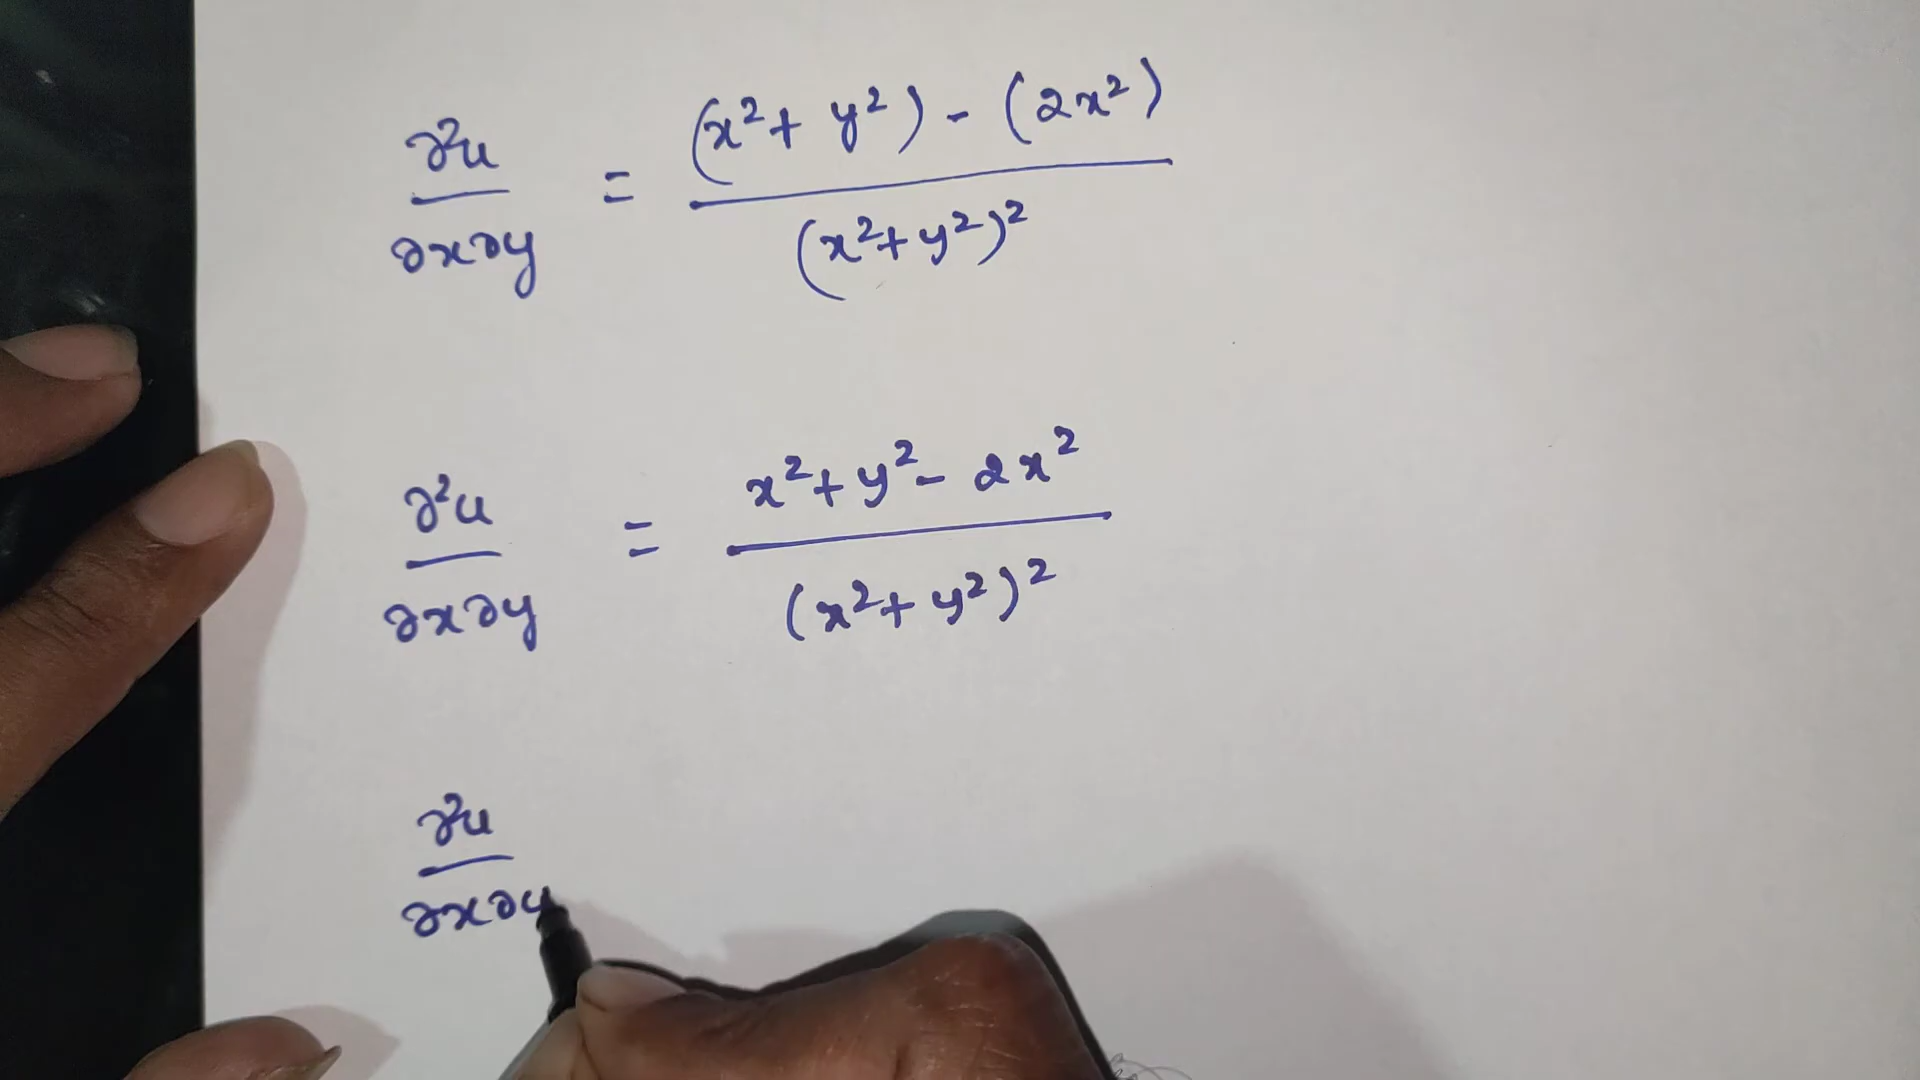 ∂²u/∂x∂y = ((x²+ y²) - (2x²))/(x²+ y²)²
∂²u/∂x∂y = (x²+ y² - 2x²)/(x²+ y²)²
∂²u/∂x∂y